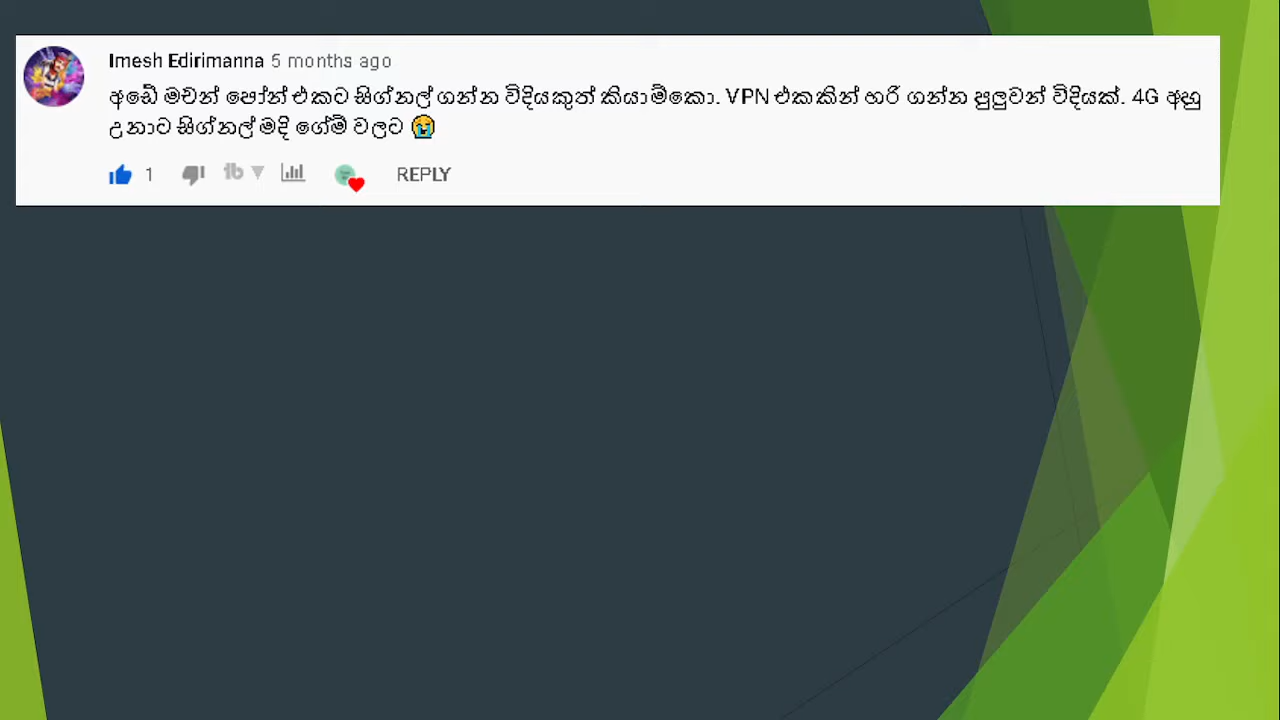 Imesh Edirimanna 5 months ago
අඩේ මචන් ෆෝන් එකට සිග්නල් ගන්න විදියකුත් කියාම්කො. VPN එකකින් හරි ගන්න පුලුවන් විදියක්. 4G අහු
උනාට සිග්නල් මදි ගේම් වලට 😭
1 REPLY